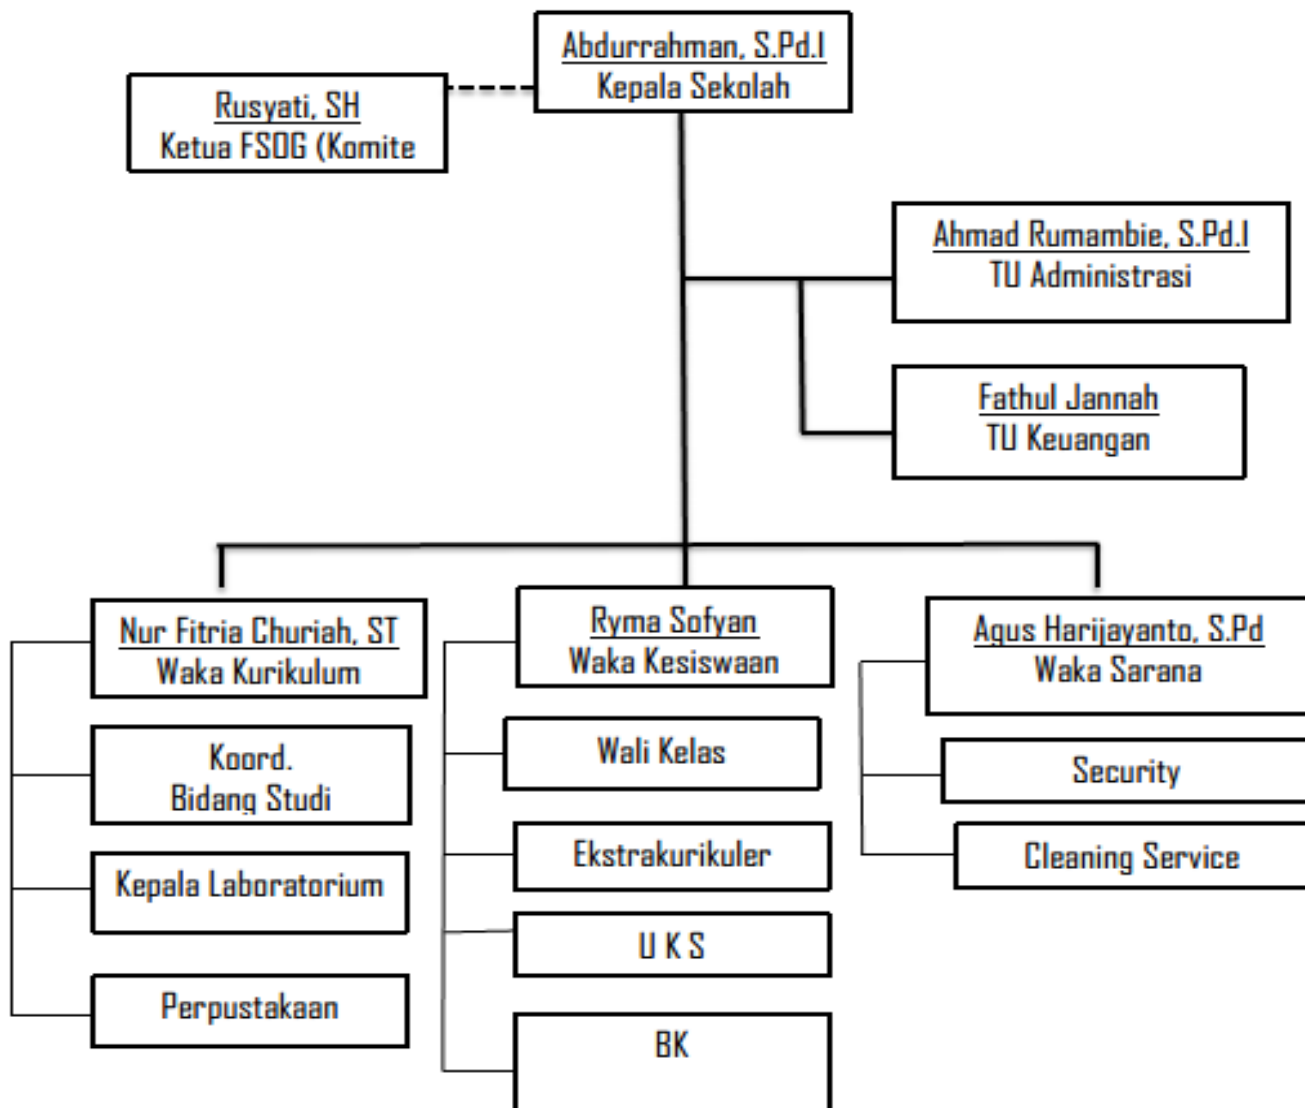 Abdurrahman, S.Pd.I
Kepala Sekolah
Rusyati, SH
Ketua FSOG (Komite
Ahmad Rumambie, S.Pd.I
TU Administrasi
Fathul Jannah
TU Keuangan
Nur Fitria Churiah, ST
Waka Kurikulum
Koord.
Bidang Studi
Kepala Laboratorium
Perpustakaan
Ryma Sofyan
Waka Kesiswaan
Wali Kelas
Ekstrakurikuler
U K S
BK
Agus Harijayanto, S.Pd
Waka Sarana
Security
Cleaning Service